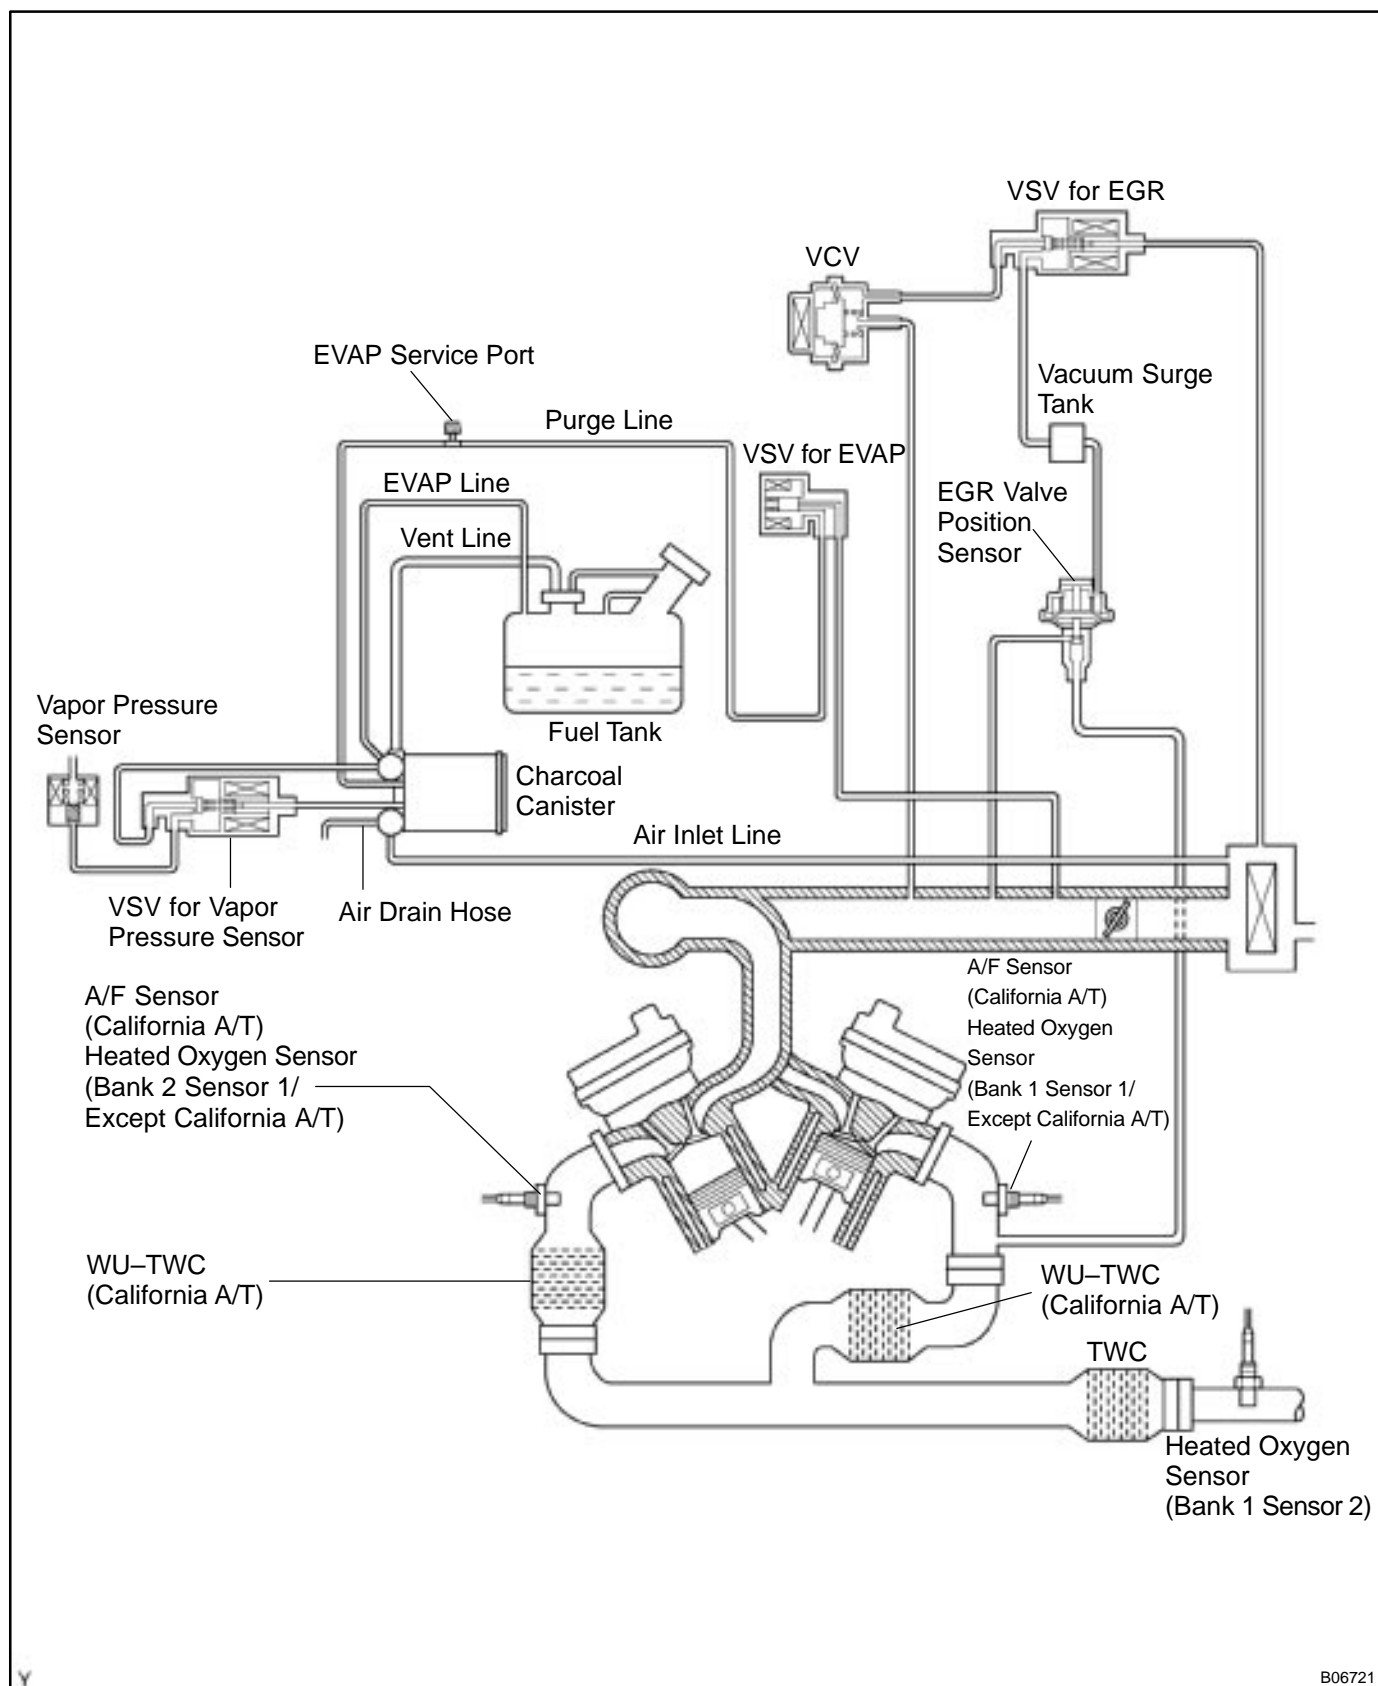 VSV for EGR
VCV
EVAP Service Port
Vacuum Surge
Tank
Purge Line
VSV for EVAP
EVAP Line
EGR Valve
Position
Sensor
Vent Line
Vapor Pressure
Sensor
Fuel Tank
Charcoal
Canister
Air Inlet Line
VSV for Vapor
Pressure Sensor
Air Drain Hose
A/F Sensor
(California A/T)
Heated Oxygen Sensor
(Bank 2 Sensor 1/
Except California A/T)
A/F Sensor
(California A/T)
Heated Oxygen
Sensor
(Bank 1 Sensor 1/
Except California A/T)
WU–TWC
(California A/T)
WU–TWC
(California A/T)
TWC
Heated Oxygen
Sensor
(Bank 1 Sensor 2)
Y
B06721